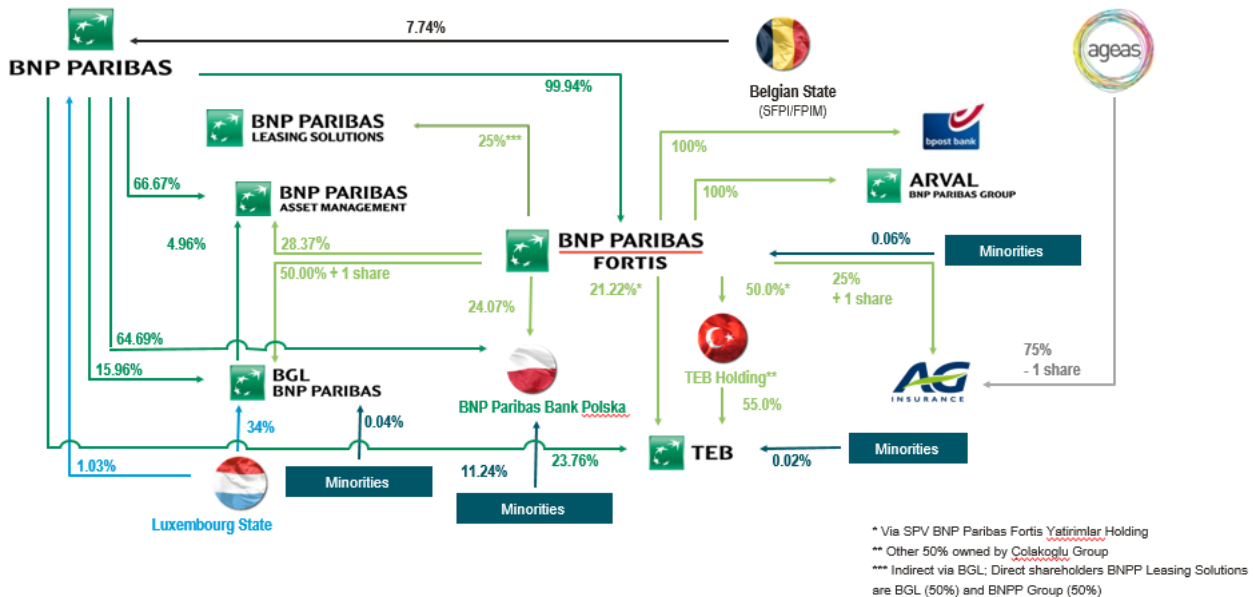 7.74%
BNP PARIBAS
ageas
Belgian State
(SFPI/FPIM)
99.94%
BNP PARIBAS
LEASING SOLUTIONS
25%***
100%
bpost bank
66.67%
BNP PARIBAS
ASSET MANAGEMENT
100%
ARVAL
BNP PARIBAS GROUP
4.96%
28.37%
BNP PARIBAS
FORTIS
0.06%
Minorities
50.00% + 1 share
24.07%
21.22%*
50.0%*
25%
+ 1 share
64.69%
15.96%
BGL
BNP PARIBAS
BNP Paribas Bank Polska
TEB Holding**
55.0%
AG
INSURANCE
75%
- 1 share
34%
0.04%
1.03%
Minorities
11.24%
23.76%
TEB
0.02%
Minorities
Minorities
Luxembourg State
* Via SPV BNP Paribas Fortis Yatirimlar Holding
** Other 50% owned by Çolakoglu Group
*** Indirect via BGL; Direct shareholders BNPP Leasing Solutions
are BGL (50%) and BNPP Group (50%)